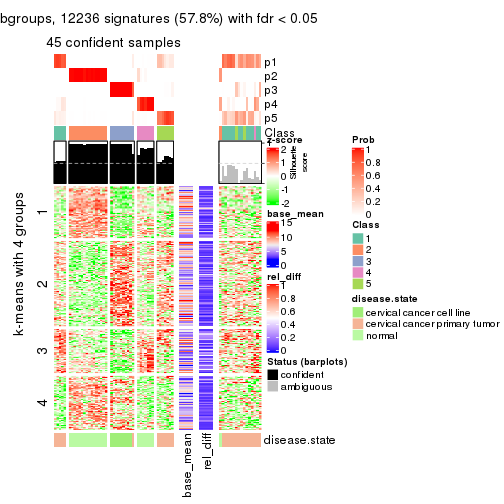 bgroups, 12236 signatures (57.8%) with fdr < 0.05
45 confident samples
p1
p2
p3
p4
p5
Class
1
2
3
4
k-means with 4 groups
base_mean
rel_diff
disease.state
z-score
2
1
0
-1
-2
Silhouette
score
base_mean
15
10
5
0
rel_diff
1
0.8
0.6
0.4
0.2
0
Status (barplots)
confident
ambiguous
Prob
1
0.8
0.6
0.4
0.2
0
Class
1
2
3
4
5
disease.state
cervical cancer cell line
cervical cancer primary tumor
normal